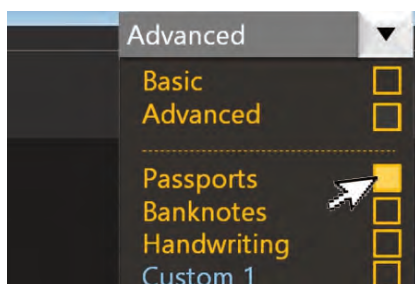 Advanced
Basic
Advanced
Passports
Banknotes
Handwriting
Custom 1